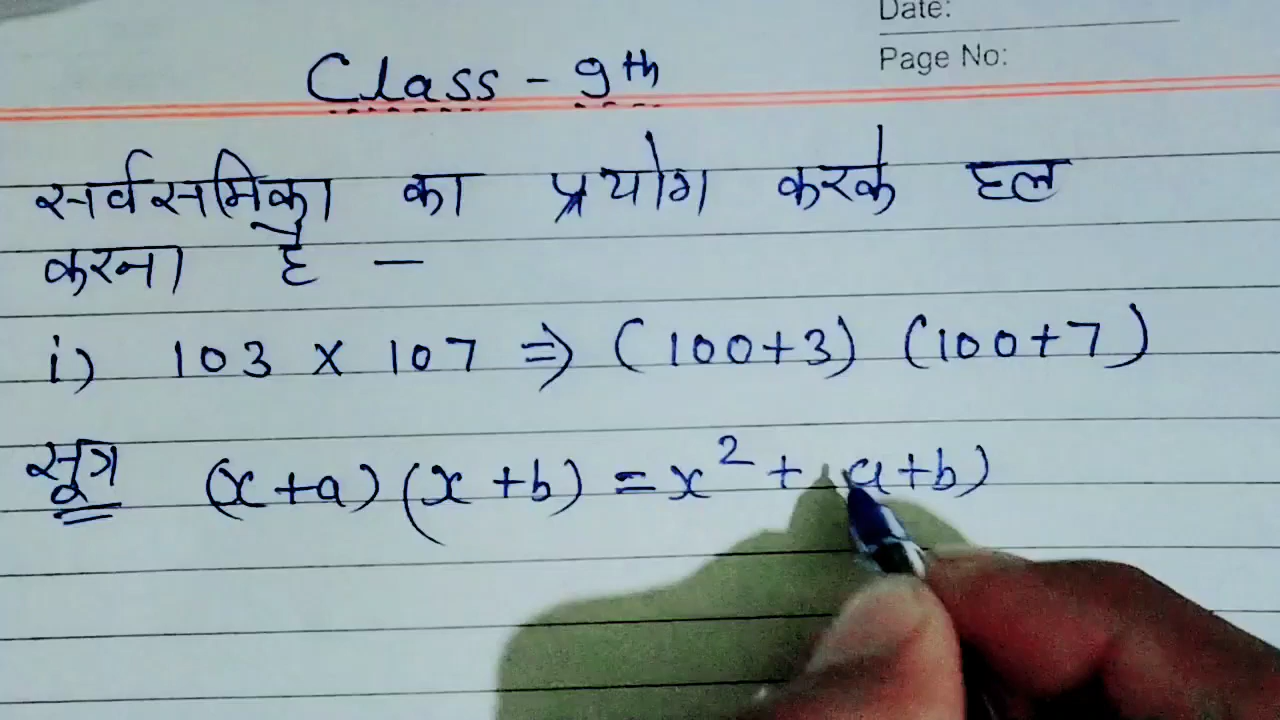 Date:
Page No:
Class - 9th
सर्वसमिका का प्रयोग करके हल
करना है -
i) 103 x 107 ⇒ (100+3) (100+7)
सूत्र (x+a) (x+b) = x² + (a+b)